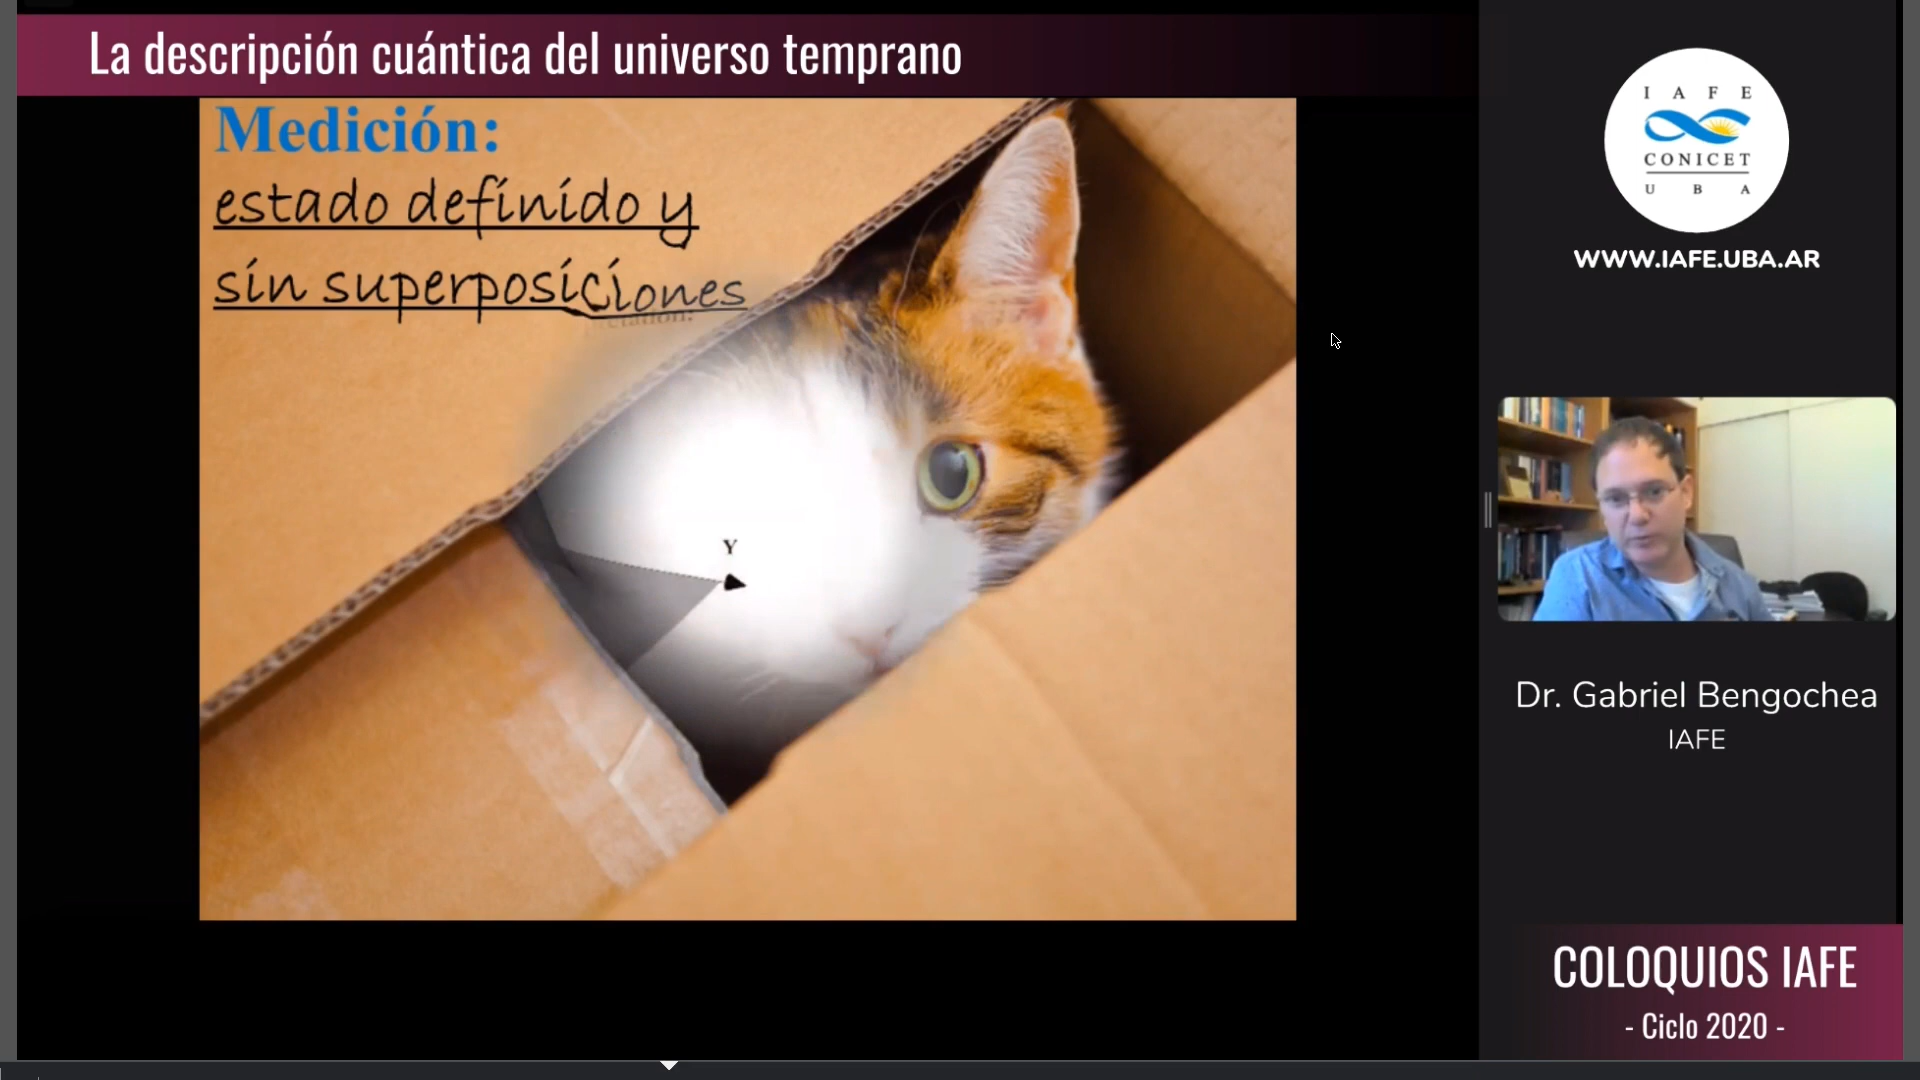 La descripción cuántica del universo temprano
Medición:
estado definido y
sin superposiciones
Y
I A F E
CONICET
U B A
WWW.IAFE.UBA.AR
Dr. Gabriel Bengochea
IAFE
COLOQUIOS IAFE
- Ciclo 2020 -